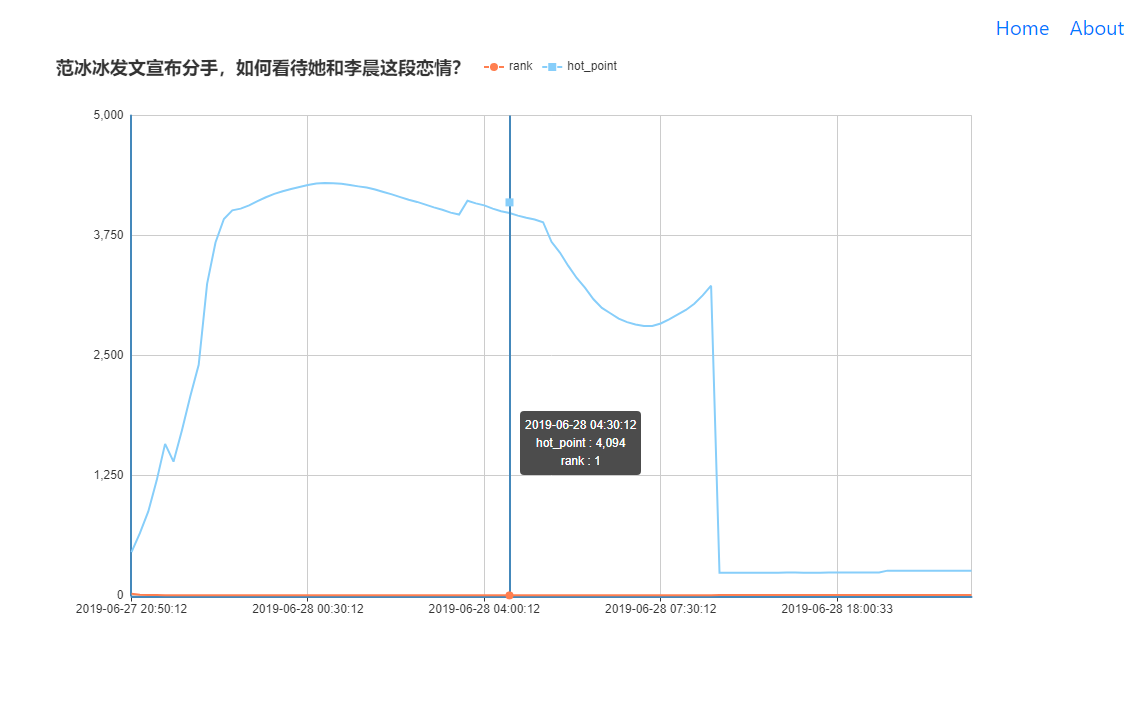 Home About
范冰冰发文宣布分手，如何看待她和李晨这段恋情？ rank hot_point
5,000
3,750
2,500
2019-06-28 04:30:12
hot_point : 4,094
rank : 1
1,250
0
2019-06-27 20:50:12 2019-06-28 00:30:12 2019-06-28 04:00:12 2019-06-28 07:30:12 2019-06-28 18:00:33